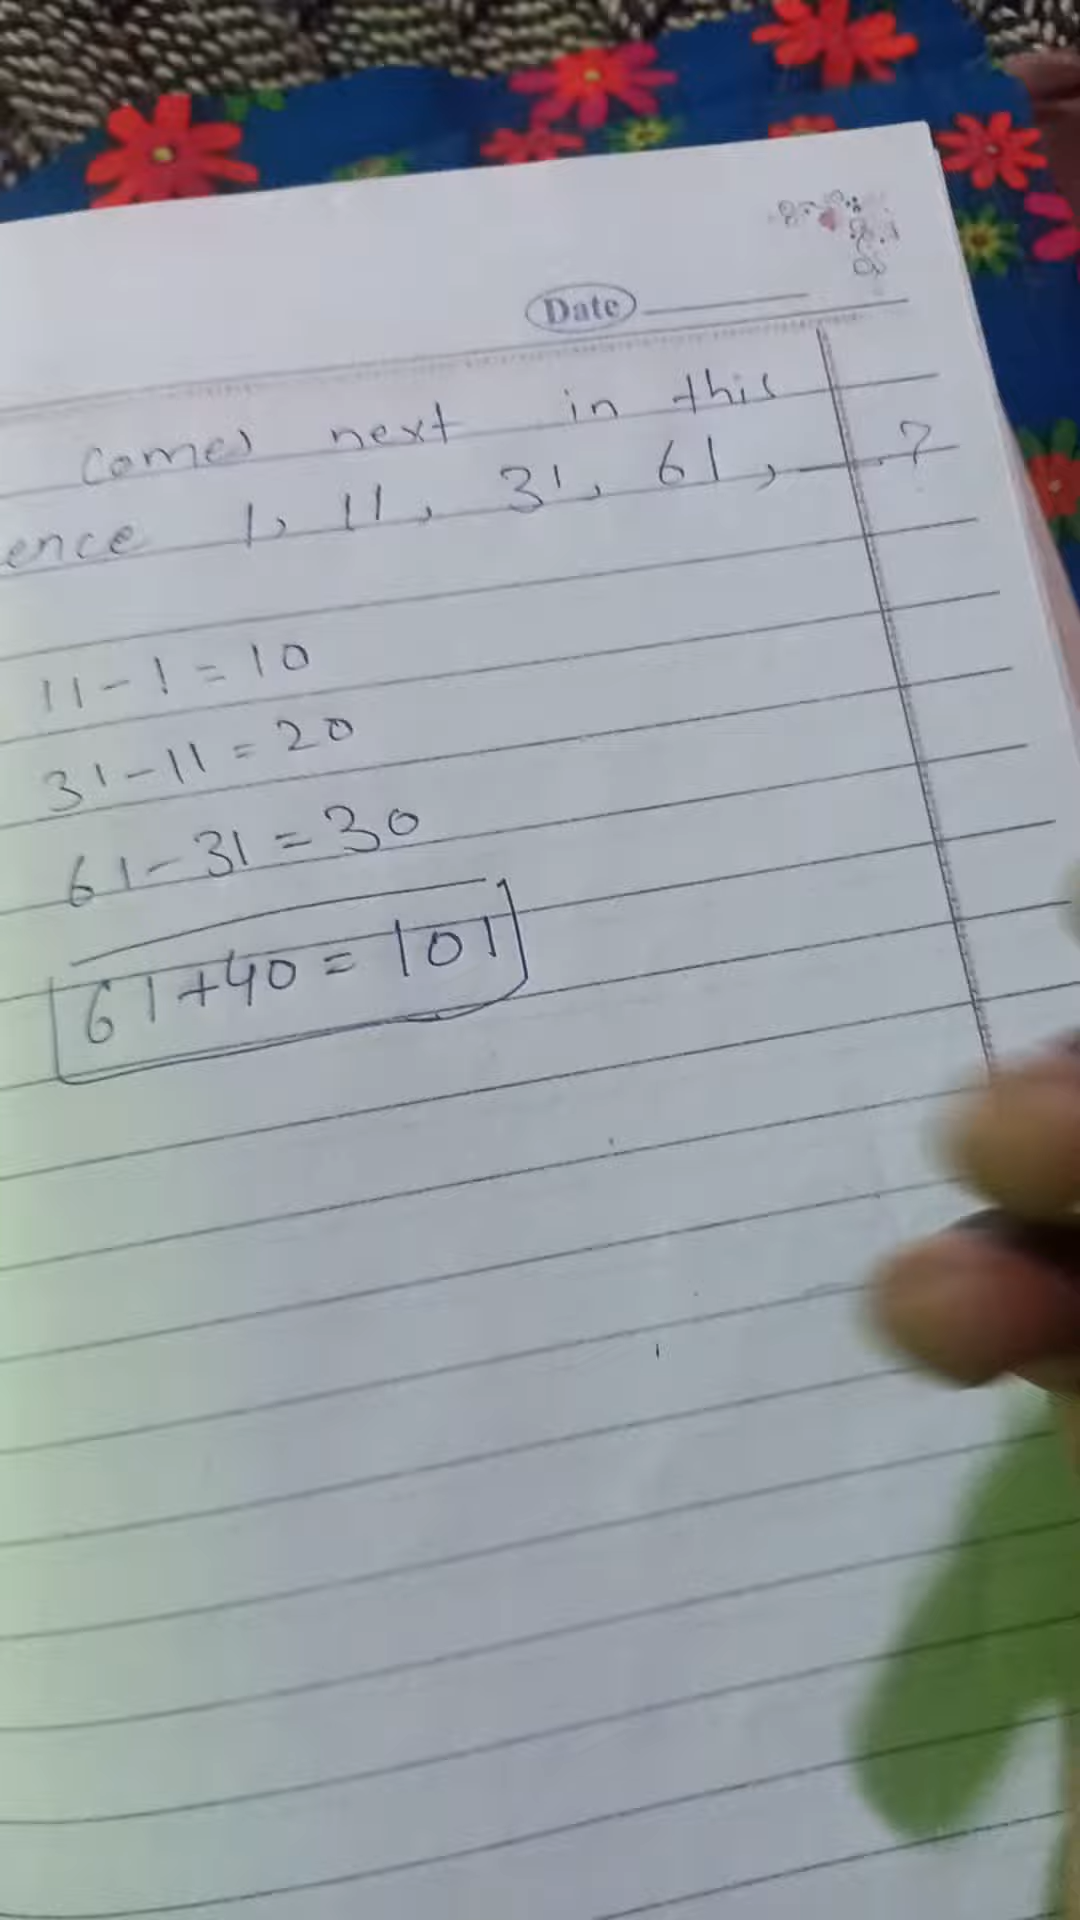 Date
comes next in this
ence 1, 11, 31, 61, — ?
11 - 1 = 10
31 - 11 = 20
61 - 31 = 30
61 + 40 = 101